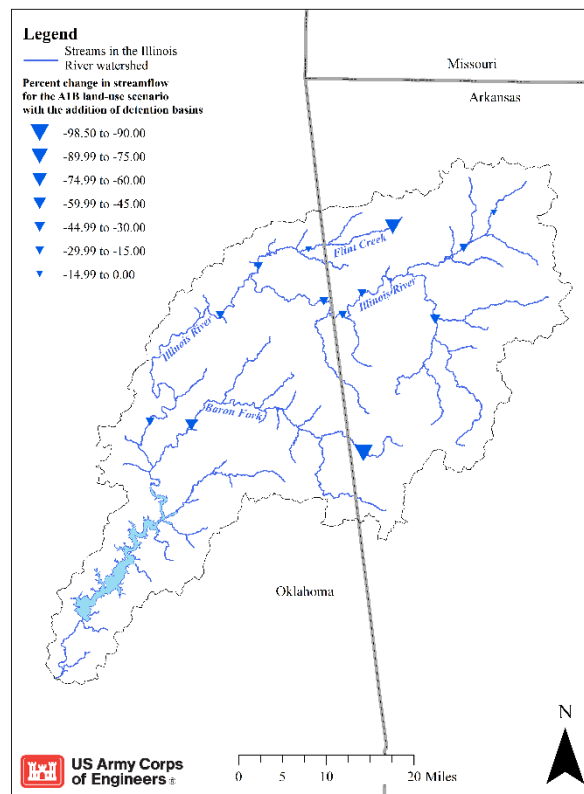 Legend
Streams in the Illinois
River watershed
Percent change in streamflow
for the A1B land-use scenario
with the addition of detention basins
-98.50 to -90.00
-89.99 to -75.00
-74.99 to -60.00
-59.99 to -45.00
-44.99 to -30.00
-29.99 to -15.00
-14.99 to 0.00
Missouri
Arkansas
Flint Creek
Illinois River
Illinois River
Baron Fork
Oklahoma
N
US Army Corps
of Engineers ®
0 5 10 20 Miles